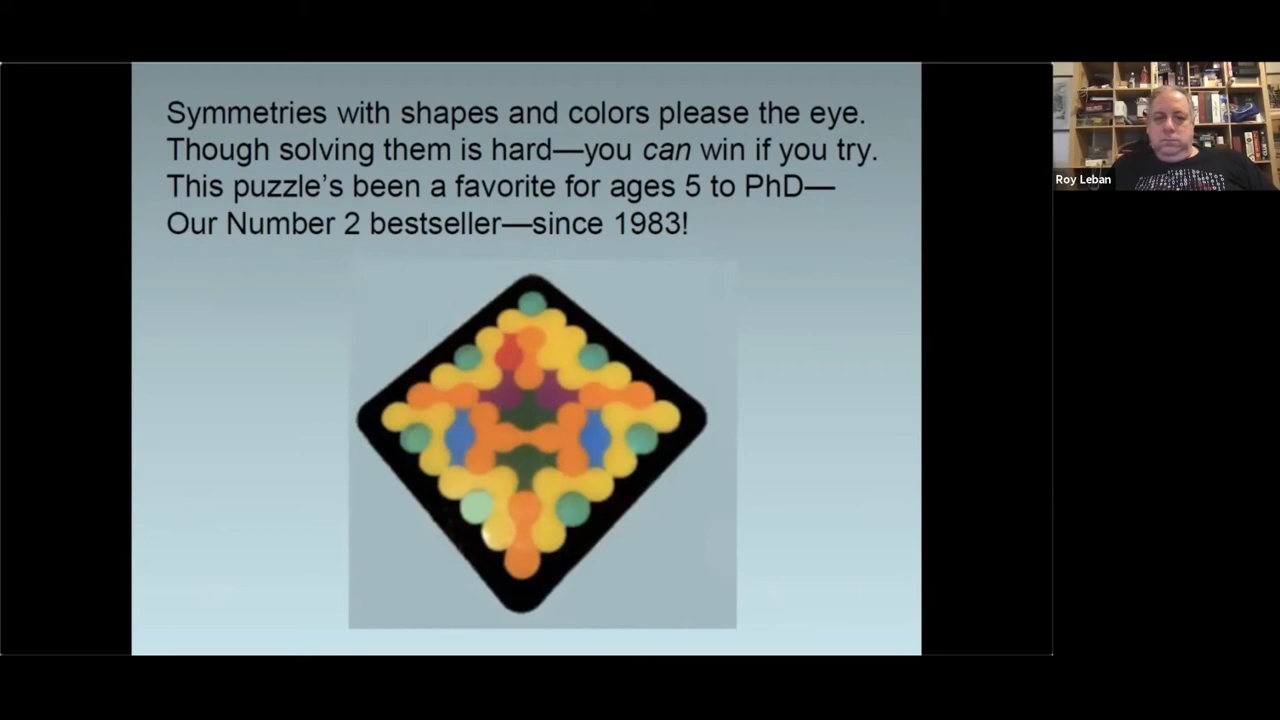 Symmetries with shapes and colors please the eye.
Though solving them is hard—you can win if you try.
This puzzle's been a favorite for ages 5 to PhD—
Our Number 2 bestseller—since 1983!
Roy Leban